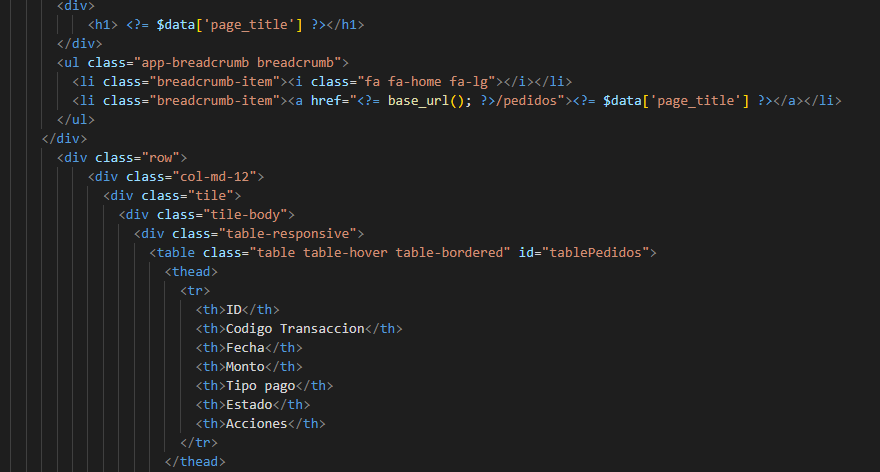 <div>
<h1> <?= $data['page_title'] ?></h1>
</div>
<ul class="app-breadcrumb breadcrumb">
<li class="breadcrumb-item"><i class="fa fa-home fa-lg"></i></li>
<li class="breadcrumb-item"><a href="<?= base_url(); ?>/pedidos"><?= $data['page_title'] ?></a></li>
</ul>
</div>
<div class="row">
<div class="col-md-12">
<div class="tile">
<div class="tile-body">
<div class="table-responsive">
<table class="table table-hover table-bordered" id="tablePedidos">
<thead>
<tr>
<th>ID</th>
<th>Codigo Transaccion</th>
<th>Fecha</th>
<th>Monto</th>
<th>Tipo pago</th>
<th>Estado</th>
<th>Acciones</th>
</tr>
</thead>